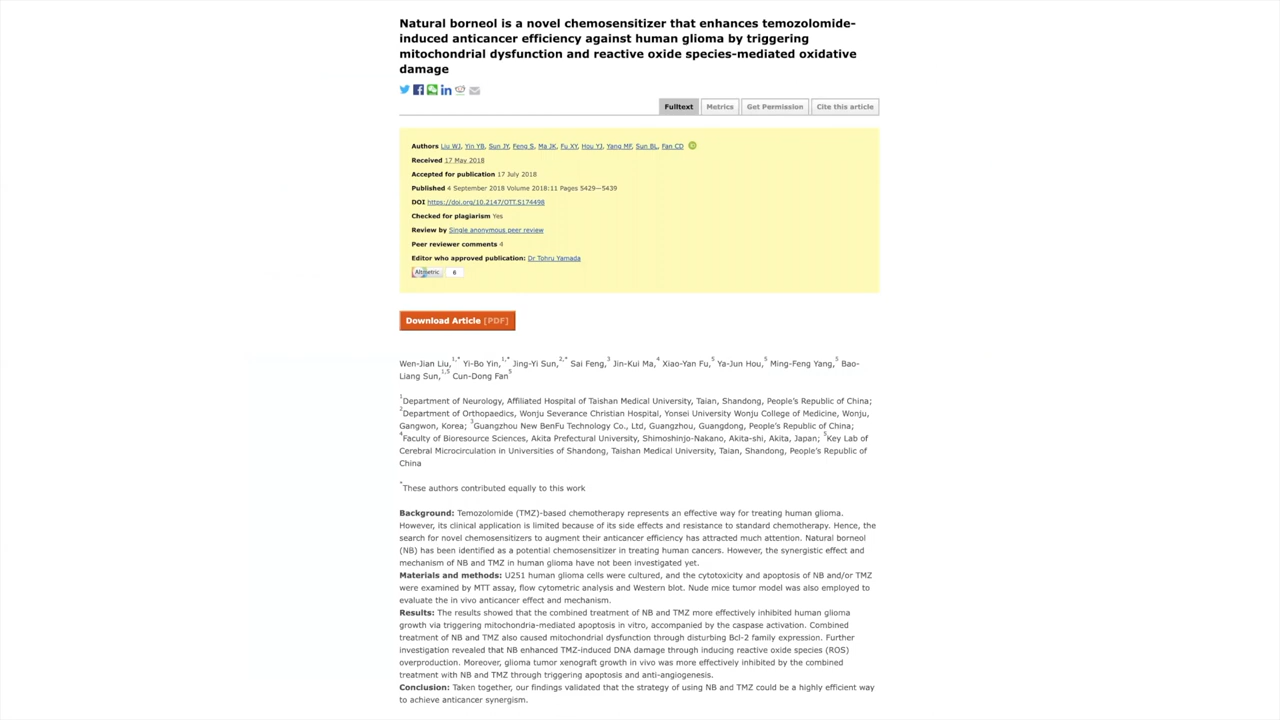 Natural borneol is a novel chemosensitizer that enhances temozolomide-
induced anticancer efficiency against human glioma by triggering
mitochondrial dysfunction and reactive oxide species-mediated oxidative
damage
Fulltext Metrics Get Permission Cite this article
Authors Liu WJ, Yin YB, Sun JY, Feng S, Ma JK, Fu XY, Hou YJ, Yang MF, Sun BL, Fan CD
Received 17 May 2018
Accepted for publication 17 July 2018
Published 4 September 2018 Volume 2018:11 Pages 5429—5439
DOI https://doi.org/10.2147/OTT.S174498
Checked for plagiarism Yes
Review by Single anonymous peer review
Peer reviewer comments 4
Editor who approved publication: Dr Tohru Yamada
Altmetric 6
Download Article [PDF]
Wen-Jian Liu,1,* Yi-Bo Yin,1,* Jing-Yi Sun,2,* Sai Feng,3 Jin-Kui Ma,4 Xiao-Yan Fu,5 Ya-Jun Hou,5 Ming-Feng Yang,5 Bao-
Liang Sun,1,5 Cun-Dong Fan5
1Department of Neurology, Affiliated Hospital of Taishan Medical University, Taian, Shandong, People's Republic of China;
2Department of Orthopaedics, Wonju Severance Christian Hospital, Yonsei University Wonju College of Medicine, Wonju,
Gangwon, Korea; 3Guangzhou New BenFu Technology Co., Ltd, Guangzhou, Guangdong, People's Republic of China;
4Faculty of Bioresource Sciences, Akita Prefectural University, Shimoshinjo-Nakano, Akita-shi, Akita, Japan; 5Key Lab of
Cerebral Microcirculation in Universities of Shandong, Taishan Medical University, Taian, Shandong, People's Republic of
China
*These authors contributed equally to this work
Background: Temozolomide (TMZ)-based chemotherapy represents an effective way for treating human glioma.
However, its clinical application is limited because of its side effects and resistance to standard chemotherapy. Hence, the
search for novel chemosensitizers to augment their anticancer efficiency has attracted much attention. Natural borneol
(NB) has been identified as a potential chemosensitizer in treating human cancers. However, the synergistic effect and
mechanism of NB and TMZ in human glioma have not been investigated yet.
Materials and methods: U251 human glioma cells were cultured, and the cytotoxicity and apoptosis of NB and/or TMZ
were examined by MTT assay, flow cytometric analysis and Western blot. Nude mice tumor model was also employed to
evaluate the in vivo anticancer effect and mechanism.
Results: The results showed that the combined treatment of NB and TMZ more effectively inhibited human glioma
growth via triggering mitochondria-mediated apoptosis in vitro, accompanied by the caspase activation. Combined
treatment of NB and TMZ also caused mitochondrial dysfunction through disturbing Bcl-2 family expression. Further
investigation revealed that NB enhanced TMZ-induced DNA damage through inducing reactive oxide species (ROS)
overproduction. Moreover, glioma tumor xenograft growth in vivo was more effectively inhibited by the combined
treatment with NB and TMZ through triggering apoptosis and anti-angiogenesis.
Conclusion: Taken together, our findings validated that the strategy of using NB and TMZ could be a highly efficient way
to achieve anticancer synergism.